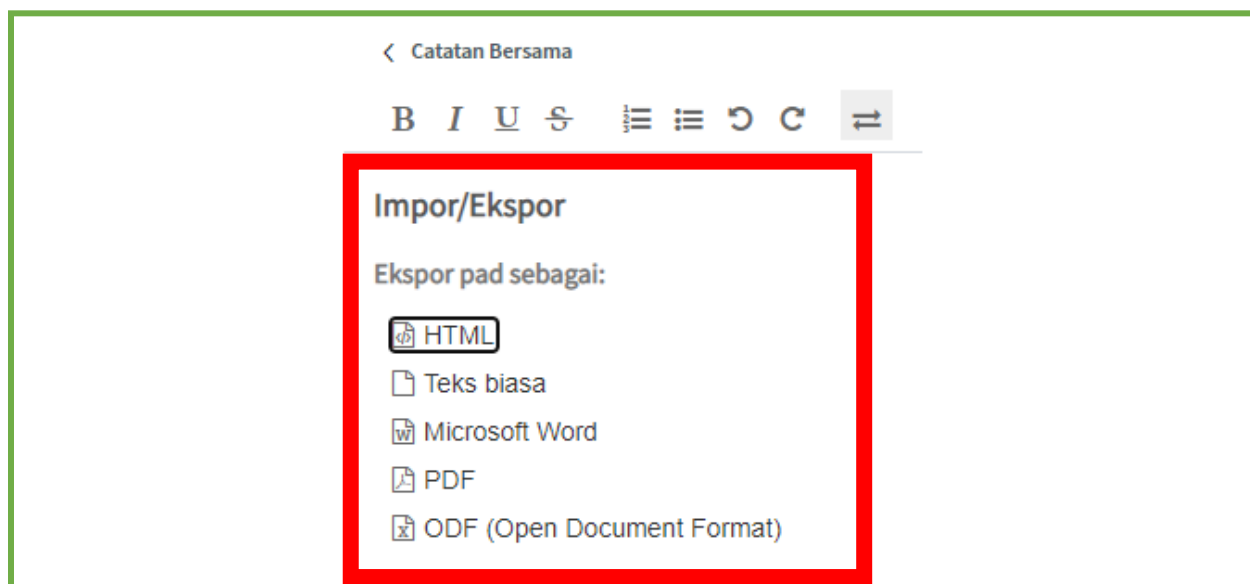 Catatan Bersama
B I U S
Impor/Ekspor
Ekspor pad sebagai:
HTML
Teks biasa
Microsoft Word
PDF
ODF (Open Document Format)